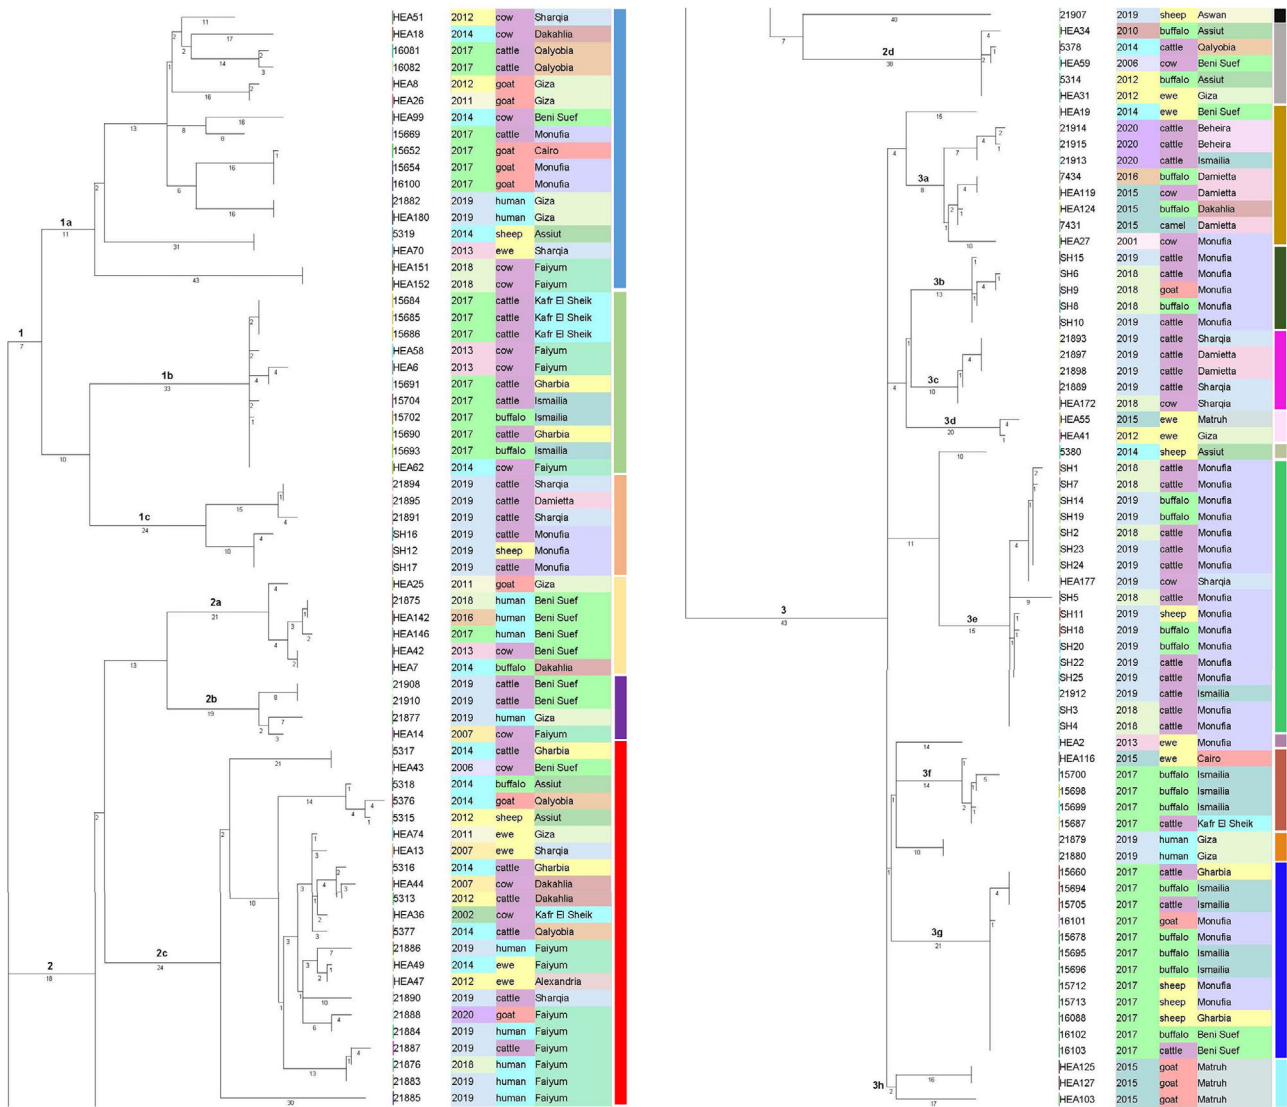 HEA51 2012 cow Sharqia
HEA18 2014 cow Dakahlia
16081 2017 cattle Qalyobia
16082 2017 cattle Qalyobia
HEA8 2012 goat Giza
HEA26 2011 goat Giza
HEA99 2014 cow Beni Suef
15669 2017 cattle Monufia
15652 2017 goat Cairo
15654 2017 goat Monufia
16100 2017 goat Monufia
21882 2019 human Giza
HEA180 2019 human Giza
5319 2014 sheep Assiut
HEA70 2013 ewe Sharqia
HEA151 2018 cow Faiyum
HEA152 2018 cow Faiyum
15684 2017 cattle Kafr El Sheik
15685 2017 cattle Kafr El Sheik
15686 2017 cattle Kafr El Sheik
HEA58 2013 cow Faiyum
HEA6 2013 cow Faiyum
15691 2017 cattle Gharbia
15704 2017 cattle Ismailia
15702 2017 buffalo Ismailia
15690 2017 cattle Gharbia
15693 2017 buffalo Ismailia
HEA62 2014 cow Faiyum
21894 2019 cattle Sharqia
21895 2019 cattle Damietta
21891 2019 cattle Sharqia
SH16 2019 cattle Monufia
SH12 2019 sheep Monufia
SH17 2019 cattle Monufia
HEA25 2011 goat Giza
21875 2018 human Beni Suef
HEA142 2016 human Beni Suef
HEA146 2017 human Beni Suef
HEA42 2013 cow Beni Suef
HEA7 2014 buffalo Dakahlia
21908 2019 cattle Beni Suef
21910 2019 cattle Beni Suef
21877 2019 human Giza
HEA14 2007 cow Faiyum
5317 2014 cattle Gharbia
HEA43 2006 cow Beni Suef
5318 2014 buffalo Assiut
5376 2014 goat Qalyobia
5315 2012 sheep Assiut
HEA74 2011 ewe Giza
HEA13 2007 ewe Sharqia
5316 2014 cattle Gharbia
HEA44 2007 cow Dakahlia
5313 2012 cattle Dakahlia
HEA36 2002 cow Kafr El Sheik
5377 2014 cattle Qalyobia
21886 2019 human Faiyum
HEA49 2014 ewe Faiyum
HEA47 2012 ewe Alexandria
21890 2019 cattle Sharqia
21888 2020 goat Faiyum
21884 2019 human Faiyum
21887 2019 cattle Faiyum
21876 2018 human Faiyum
21883 2019 human Faiyum
21885 2019 human Faiyum
1a
11
1
7
1b
33
10
1c
24
2a
21
13
2b
19
2c
24
2
18
21907 2019 sheep Aswan
HEA34 2010 buffalo Assiut
5378 2014 cattle Qalyobia
HEA59 2006 cow Beni Suef
5314 2012 buffalo Assiut
HEA31 2012 ewe Giza
HEA19 2014 ewe Beni Suef
21914 2020 cattle Beheira
21915 2020 cattle Beheira
21913 2020 cattle Ismailia
7434 2016 buffalo Damietta
HEA119 2015 cow Damietta
HEA124 2015 buffalo Dakahlia
7431 2015 camel Damietta
HEA27 2001 cow Monufia
SH15 2019 cattle Monufia
SH6 2018 cattle Monufia
SH9 2018 goat Monufia
SH8 2018 buffalo Monufia
SH10 2019 cattle Monufia
21893 2019 cattle Sharqia
21897 2019 cattle Damietta
21898 2019 cattle Damietta
21889 2019 cattle Sharqia
HEA172 2018 cow Sharqia
HEA55 2015 ewe Matruh
HEA41 2012 ewe Giza
5380 2014 sheep Assiut
SH1 2018 cattle Monufia
SH7 2018 cattle Monufia
SH14 2019 buffalo Monufia
SH19 2019 buffalo Monufia
SH2 2018 cattle Monufia
SH23 2019 cattle Monufia
SH24 2019 cattle Monufia
HEA177 2019 cow Sharqia
SH5 2018 cattle Monufia
SH11 2019 sheep Monufia
SH18 2019 buffalo Monufia
SH20 2019 buffalo Monufia
SH22 2019 cattle Monufia
SH25 2019 cattle Monufia
21912 2019 cattle Ismailia
SH3 2018 cattle Monufia
SH4 2018 cattle Monufia
HEA2 2013 ewe Monufia
HEA116 2015 ewe Cairo
15700 2017 buffalo Ismailia
15698 2017 buffalo Ismailia
15699 2017 buffalo Ismailia
15687 2017 cattle Kafr El Sheik
21879 2019 human Giza
21880 2019 human Giza
15660 2017 cattle Gharbia
15694 2017 buffalo Ismailia
15705 2017 cattle Ismailia
16101 2017 goat Monufia
15678 2017 buffalo Monufia
15695 2017 buffalo Ismailia
15696 2017 buffalo Ismailia
15712 2017 sheep Monufia
15713 2017 sheep Monufia
16088 2017 sheep Gharbia
16102 2017 buffalo Beni Suef
16103 2017 cattle Beni Suef
HEA125 2015 goat Matruh
HEA127 2015 goat Matruh
HEA103 2015 goat Matruh
40
7
2d
30
3a
8
3b
13
3c
10
3d
20
11
3
43
3e
15
3f
14
3g
21
3h
2
16
17